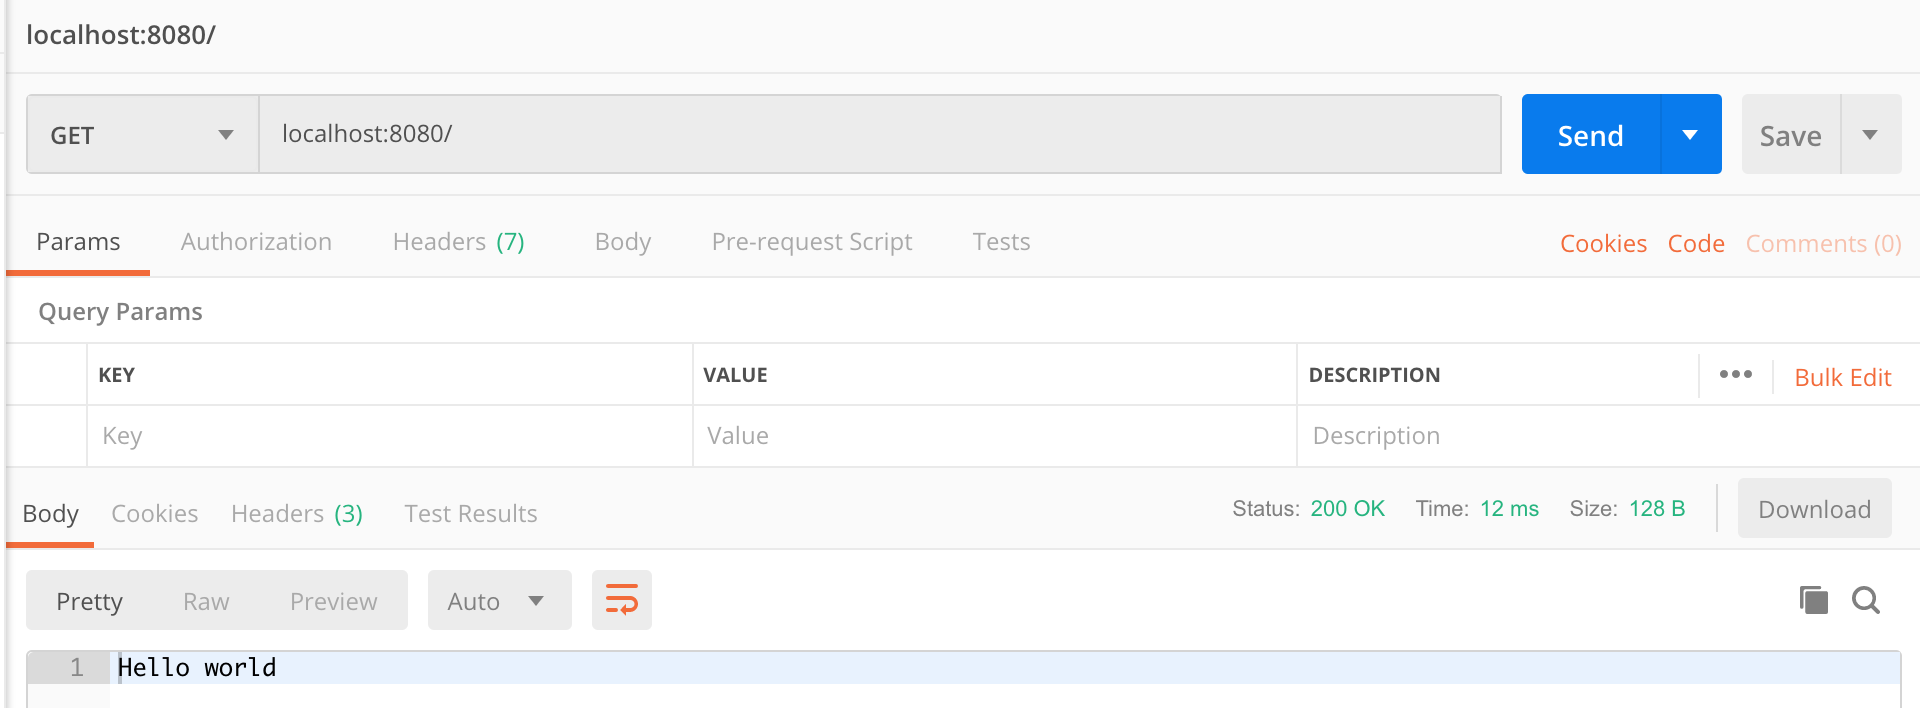 localhost:8080/
GET localhost:8080/ Send Save
Params Authorization Headers (7) Body Pre-request Script Tests Cookies Code Comments (0)
Query Params
KEY VALUE DESCRIPTION ••• Bulk Edit
Key Value Description
Body Cookies Headers (3) Test Results Status: 200 OK Time: 12 ms Size: 128 B Download
Pretty Raw Preview Auto
1 Hello world